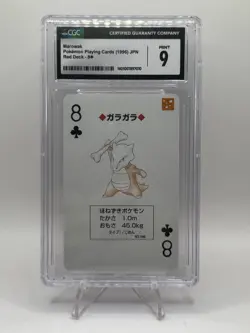 CGC CERTIFIED GUARANTY COMPANY
Marowak
Pokémon Playing Cards (1996) JPN
Red Deck - 8♣
MINT
9
8
♣
◆ガラガラ◆
ほねずきポケモン
たかさ 1.0m
おもさ 45.0kg
♣
8